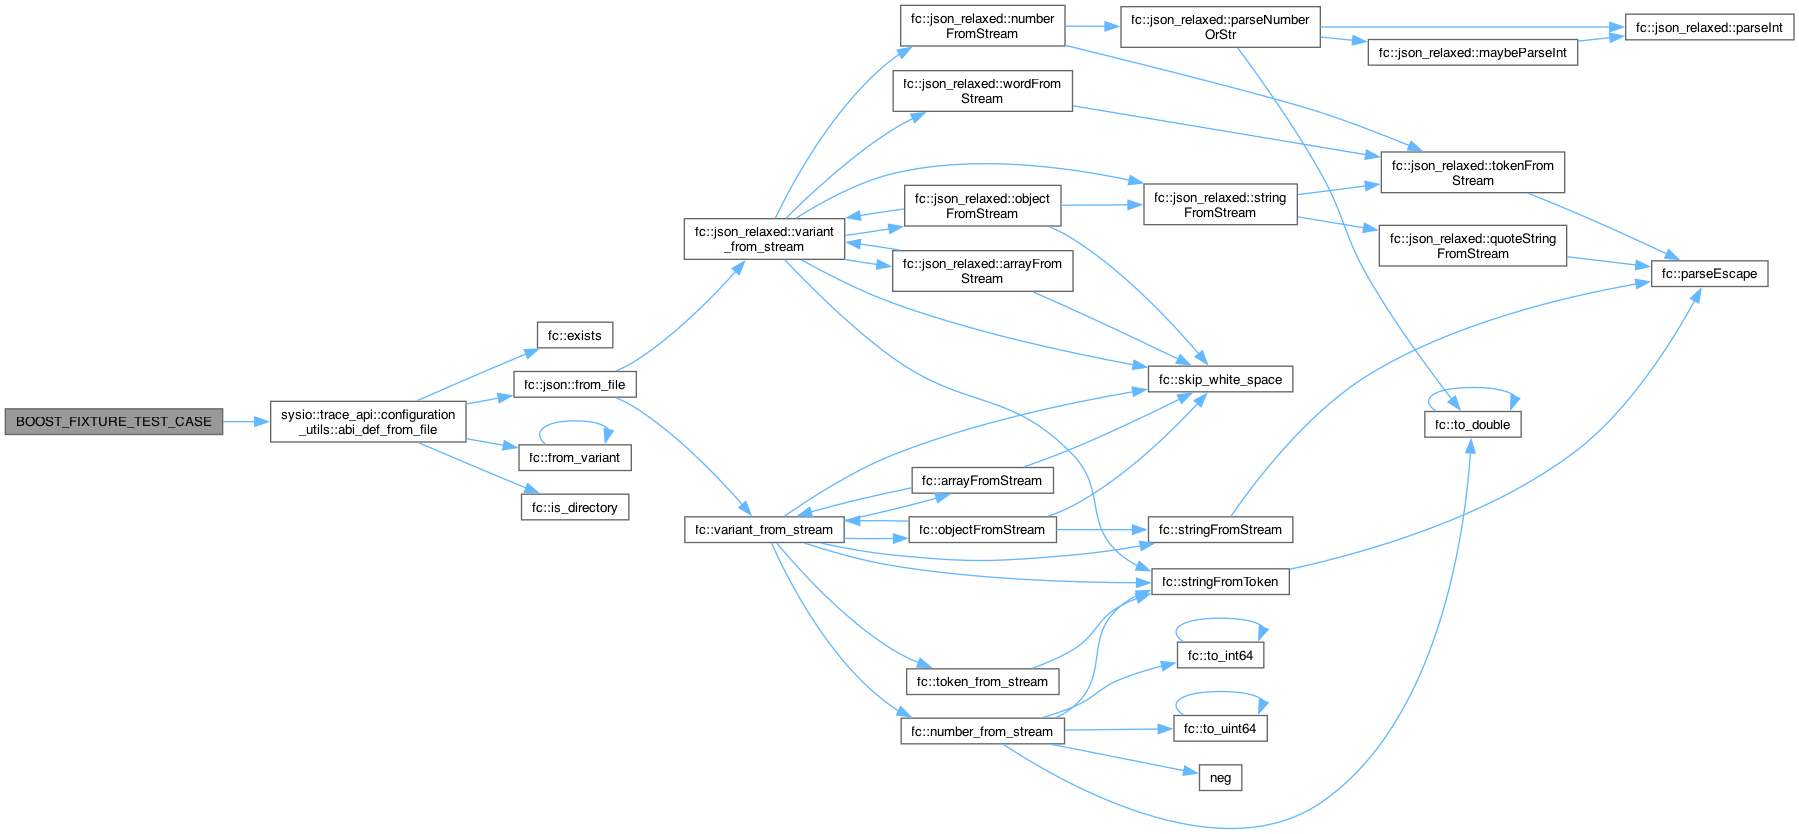 BOOST_FIXTURE_TEST_CASE
sysio::trace_api::configuration
_utils::abi_def_from_file
fc::exists
fc::json::from_file
fc::from_variant
fc::is_directory
fc::json_relaxed::variant
_from_stream
fc::variant_from_stream
fc::json_relaxed::number
FromStream
fc::json_relaxed::wordFrom
Stream
fc::json_relaxed::object
FromStream
fc::json_relaxed::arrayFrom
Stream
fc::arrayFromStream
fc::objectFromStream
fc::token_from_stream
fc::number_from_stream
fc::json_relaxed::parseNumber
OrStr
fc::json_relaxed::string
FromStream
fc::skip_white_space
fc::stringFromStream
fc::stringFromToken
fc::to_int64
fc::to_uint64
neg
fc::json_relaxed::maybeParseInt
fc::json_relaxed::tokenFrom
Stream
fc::json_relaxed::quoteString
FromStream
fc::to_double
fc::json_relaxed::parseInt
fc::parseEscape